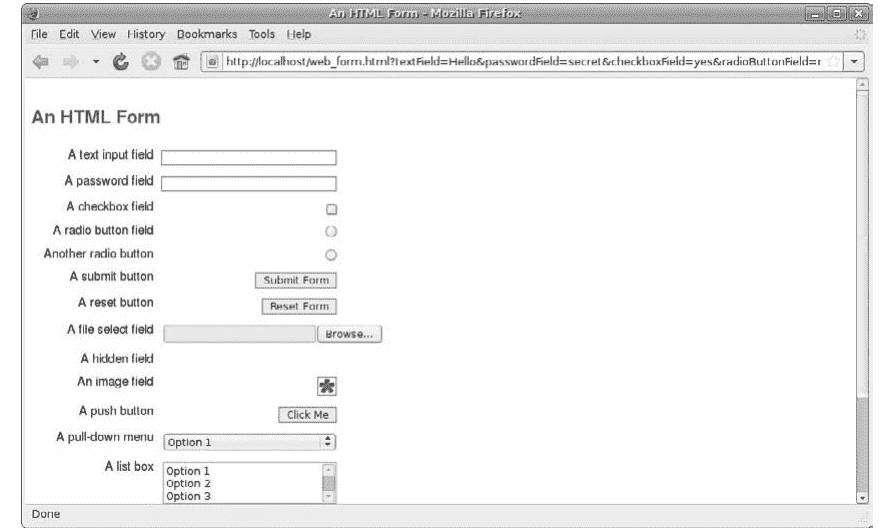 An HTML Form - Mozilla Firefox
File Edit View History Bookmarks Tools Help
http://localhost/web_form.html?textField=Hello&passwordField=secret&checkboxField=yes&radioButtonField=r
An HTML Form
A text input field
A password field
A checkbox field
A radio button field
Another radio button
A submit button Submit Form
A reset button Reset Form
A file select field Browse...
A hidden field
An image field
A push button Click Me
A pull-down menu Option 1
A list box Option 1
Option 2
Option 3
Done